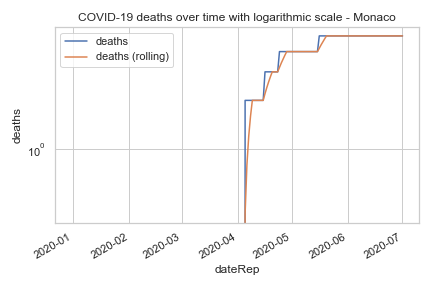 COVID-19 deaths over time with logarithmic scale - Monaco
deaths
deaths (rolling)
deaths
10⁰
2020-01
2020-02
2020-03
2020-04
2020-05
2020-06
2020-07
dateRep